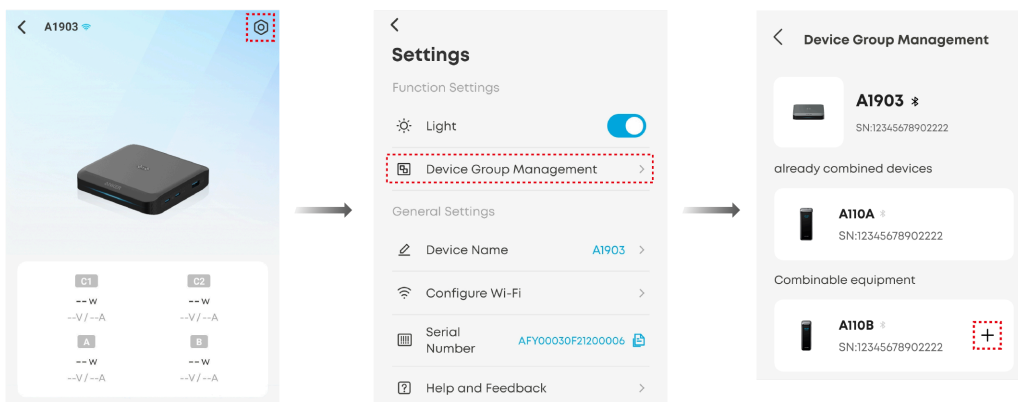 A1903
C1
C2
--W
--W
--V/--A
--V/--A
A
B
--W
--W
--V/--A
--V/--A
Settings
Function Settings
Light
Device Group Management
General Settings
Device Name
A1903
Configure Wi-Fi
Serial
Number
AFY00030F21200006
Help and Feedback
Device Group Management
A1903
SN:12345678902222
already combined devices
A110A
SN:12345678902222
Combinable equipment
A110B
SN:12345678902222